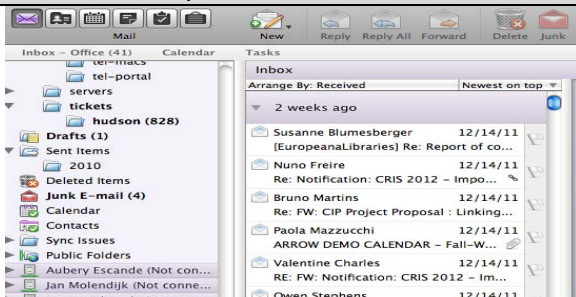 Mail
New Reply Reply All Forward Delete Junk
Inbox – Office (41) Calendar Tasks
tel-macs
tel-portal
servers
tickets
hudson (828)
Drafts (1)
Sent Items
2010
Deleted Items
Junk E-mail (4)
Calendar
Contacts
Sync Issues
Public Folders
Aubery Escande (Not con...
Jan Molendijk (Not conne...
Inbox
Arrange By: Received Newest on top
2 weeks ago
Susanne Blumesberger 12/14/11
[EuropeanaLibraries] Re: Report of co...
Nuno Freire 12/14/11
Re: Notification: CRIS 2012 – Impo...
Bruno Martins 12/14/11
Re: FW: CIP Project Proposal : Linking...
Paola Mazzucchi 12/14/11
ARROW DEMO CALENDAR – Fall-W...
Valentine Charles 12/14/11
RE: FW: Notification: CRIS 2012 – Im...
Owen Stephens 12/14/11